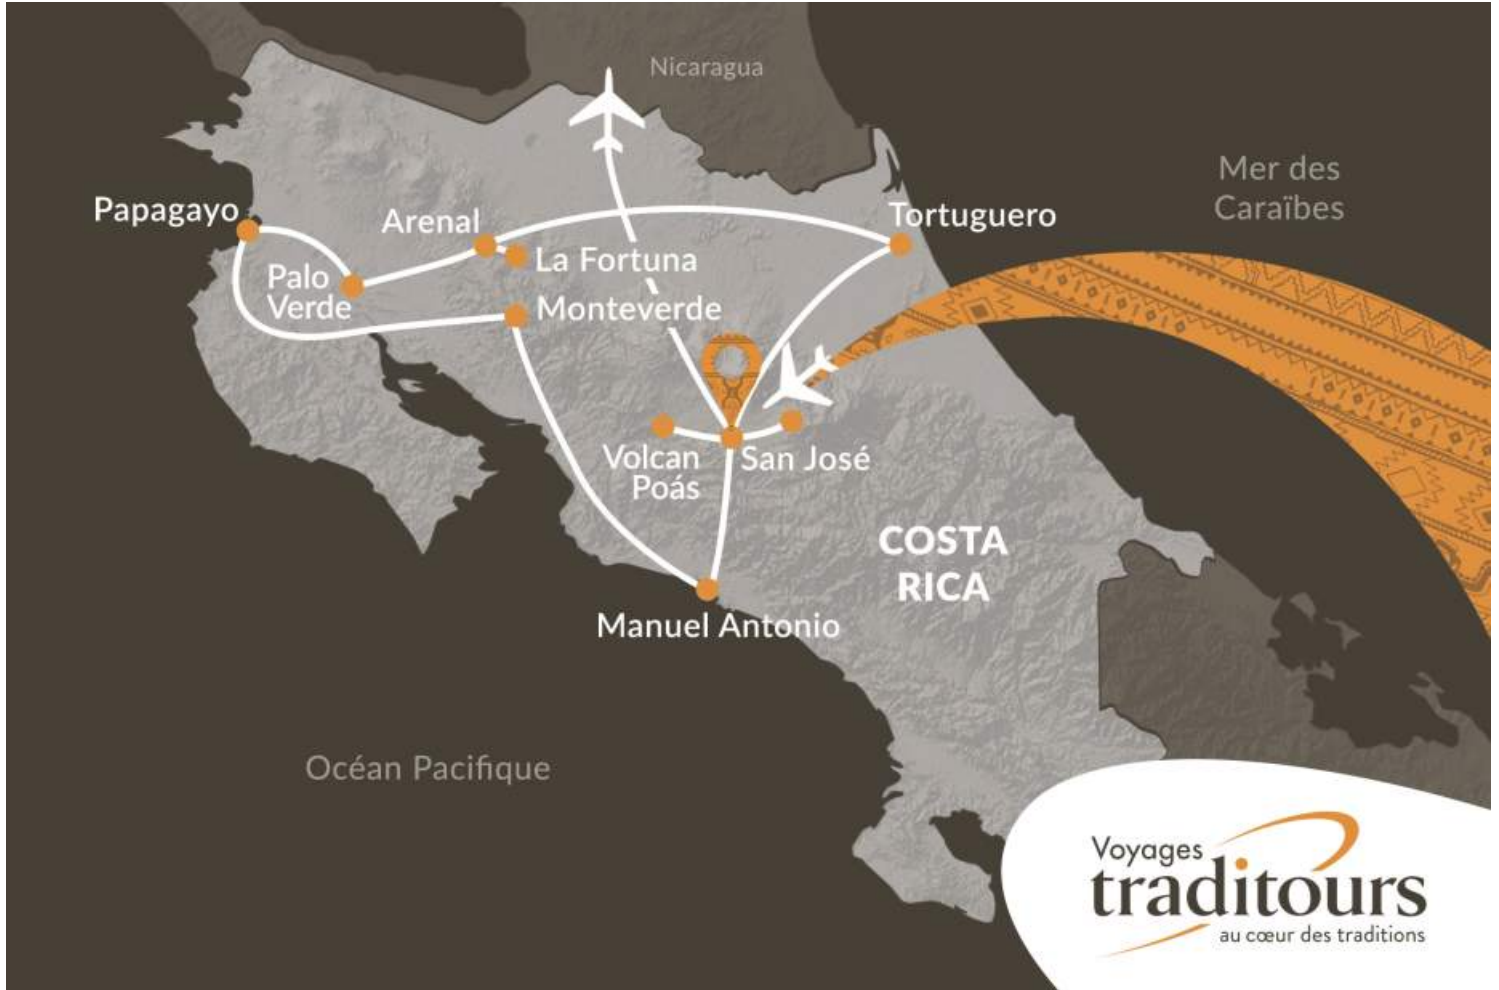 Nicaragua
Mer des
Caraïbes
Papagayo
Arenal
Tortuguero
La Fortuna
Palo
Verde
Monteverde
Volcan
Poás
San José
COSTA
RICA
Manuel Antonio
Océan Pacifique
Voyages
traditours
au cœur des traditions